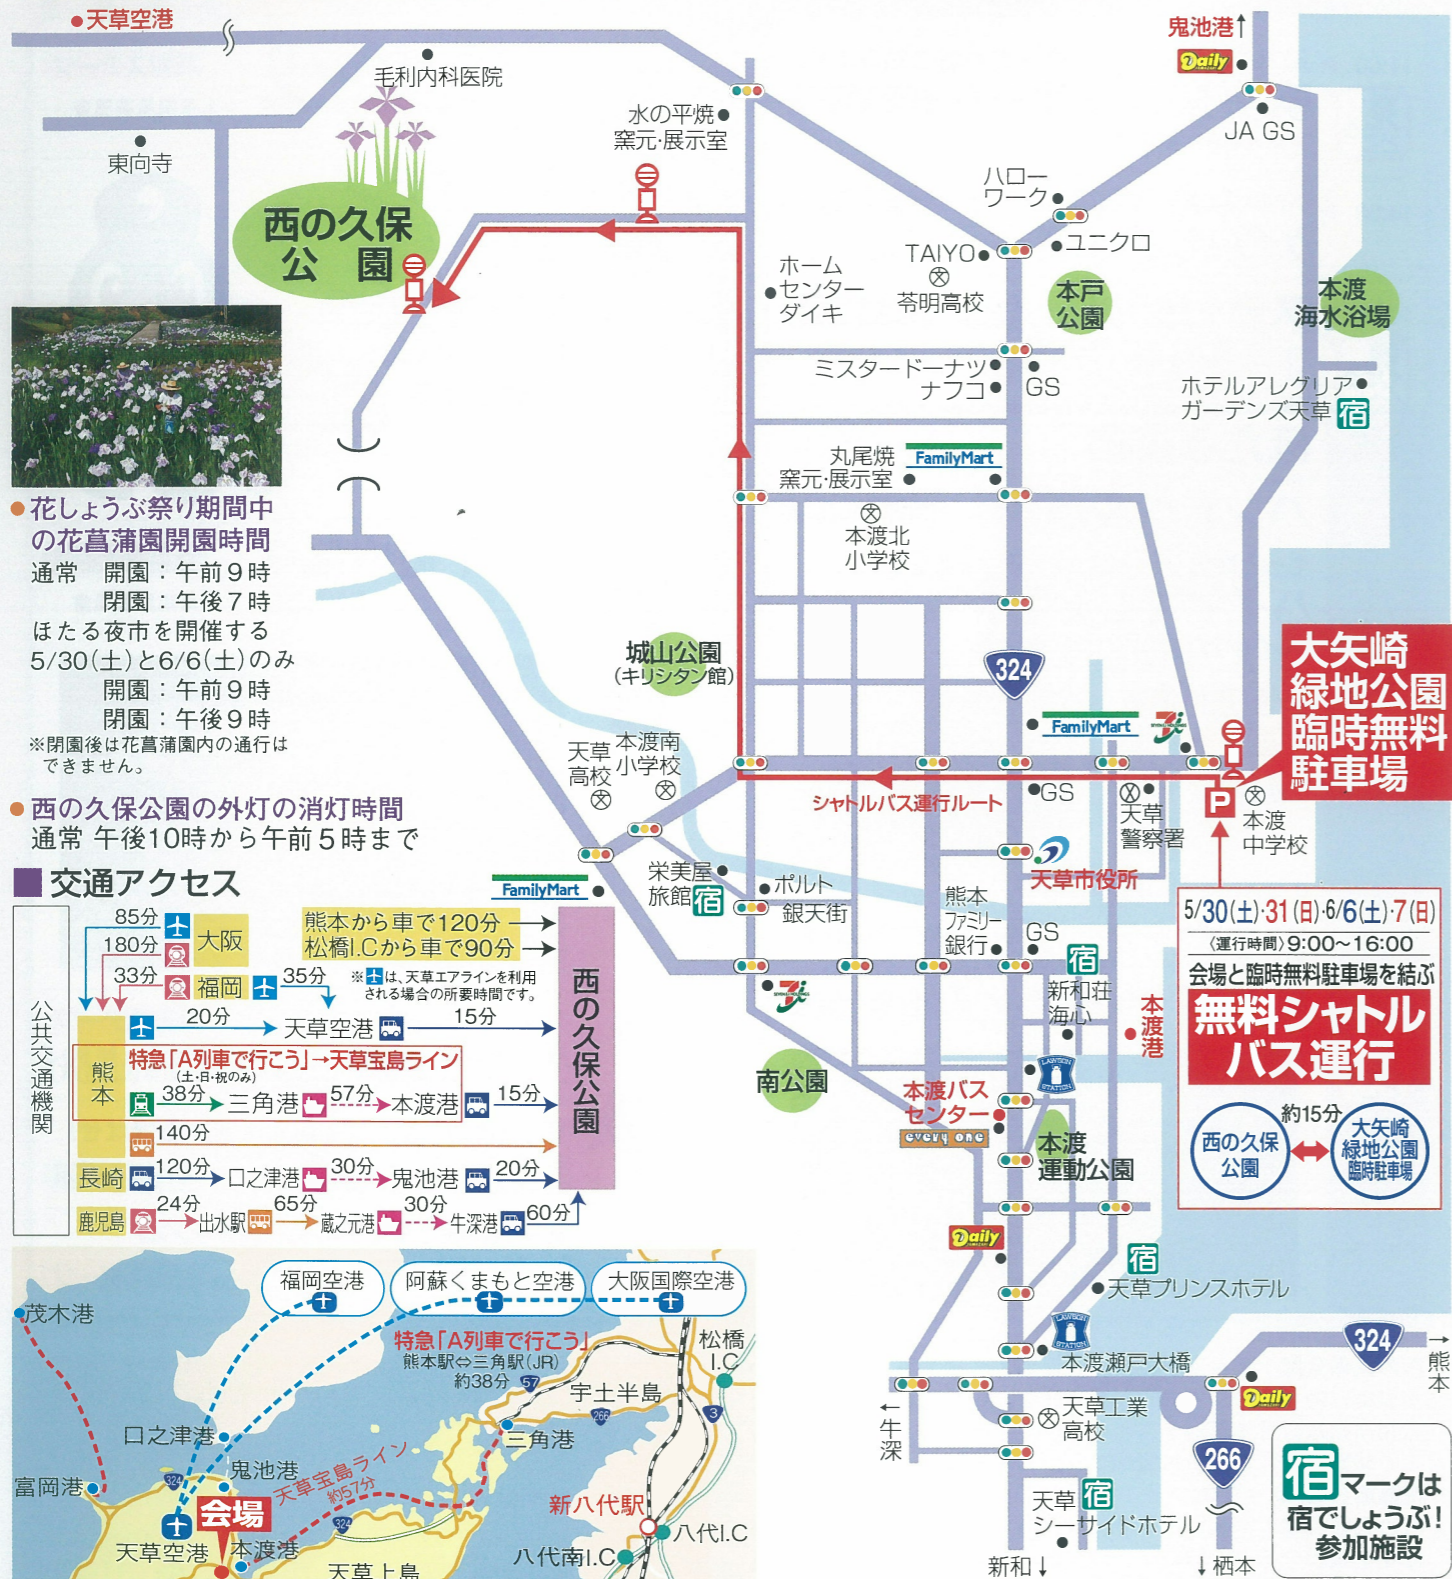 天草空港
毛利内科医院
東向寺
水の平焼
窯元・展示室
鬼池港↑
Daily
JA GS
ハロー
ワーク
ユニクロ
TAIYO
苓明高校
本戸
公園
本渡
海水浴場
西の久保
公 園
ホーム
センター
ダイキ
ミスタードーナツ
ナフコ
GS
ホテルアレグリア
ガーデンズ天草
宿
丸尾焼
窯元・展示室
FamilyMart
本渡北
小学校
城山公園
(キリシタン館)
324
天草
高校
本渡南
小学校
FamilyMart
シャトルバス運行ルート
GS
天草
警察署
P
本渡
中学校
大矢崎
緑地公園
臨時無料
駐車場
天草市役所
栄美屋
旅館
宿
ポルト
銀天街
熊本
ファミリー
銀行
GS
宿
新和荘
海心
本渡港
南公園
本渡バス
センター
every one
LAWSON
STATION
本渡
運動公園
Daily
宿
天草プリンスホテル
LAWSON
STATION
本渡瀬戸大橋
324
→
熊本
Daily
←
牛深
天草工業
高校
266
天草
宿
シーサイドホテル
新和↓
↓栖本
宿マークは
宿でしょうぶ!
参加施設
5/30(土)・31(日)・6/6(土)・7(日)
〈運行時間〉9:00〜16:00
会場と臨時無料駐車場を結ぶ
無料シャトル
バス運行
西の久保
公園
約15分
大矢崎
緑地公園
臨時駐車場
●花しょうぶ祭り期間中
の花菖蒲園開園時間
通常 開園：午前9時
閉園：午後7時
ほたる夜市を開催する
5/30(土)と6/6(土)のみ
開園：午前9時
閉園：午後9時
※閉園後は花菖蒲園内の通行は
できません。
●西の久保公園の外灯の消灯時間
通常 午後10時から午前5時まで
■交通アクセス
FamilyMart
公共交通機関
85分
180分
大阪
33分
福岡
35分
熊本から車で120分
松橋I.Cから車で90分
※は、天草エアラインを利用
される場合の所要時間です。
熊本
20分
天草空港
15分
特急「A列車で行こう」→天草宝島ライン
(土・日・祝のみ)
38分
三角港
57分
本渡港
15分
140分
長崎
120分
口之津港
30分
鬼池港
20分
鹿児島
24分
出水駅
65分
蔵之元港
30分
牛深港
60分
西の久保公園
福岡空港
阿蘇くまもと空港
大阪国際空港
茂木港
特急「A列車で行こう」
熊本駅⇔三角駅(JR)
約38分
57
松橋
I.C
宇土半島
266
3
口之津港
三角港
鬼池港
富岡港
324
天草宝島ライン
約57分
会場
324
新八代駅
八代I.C
天草空港
本渡港
八代南I.C
天草上島